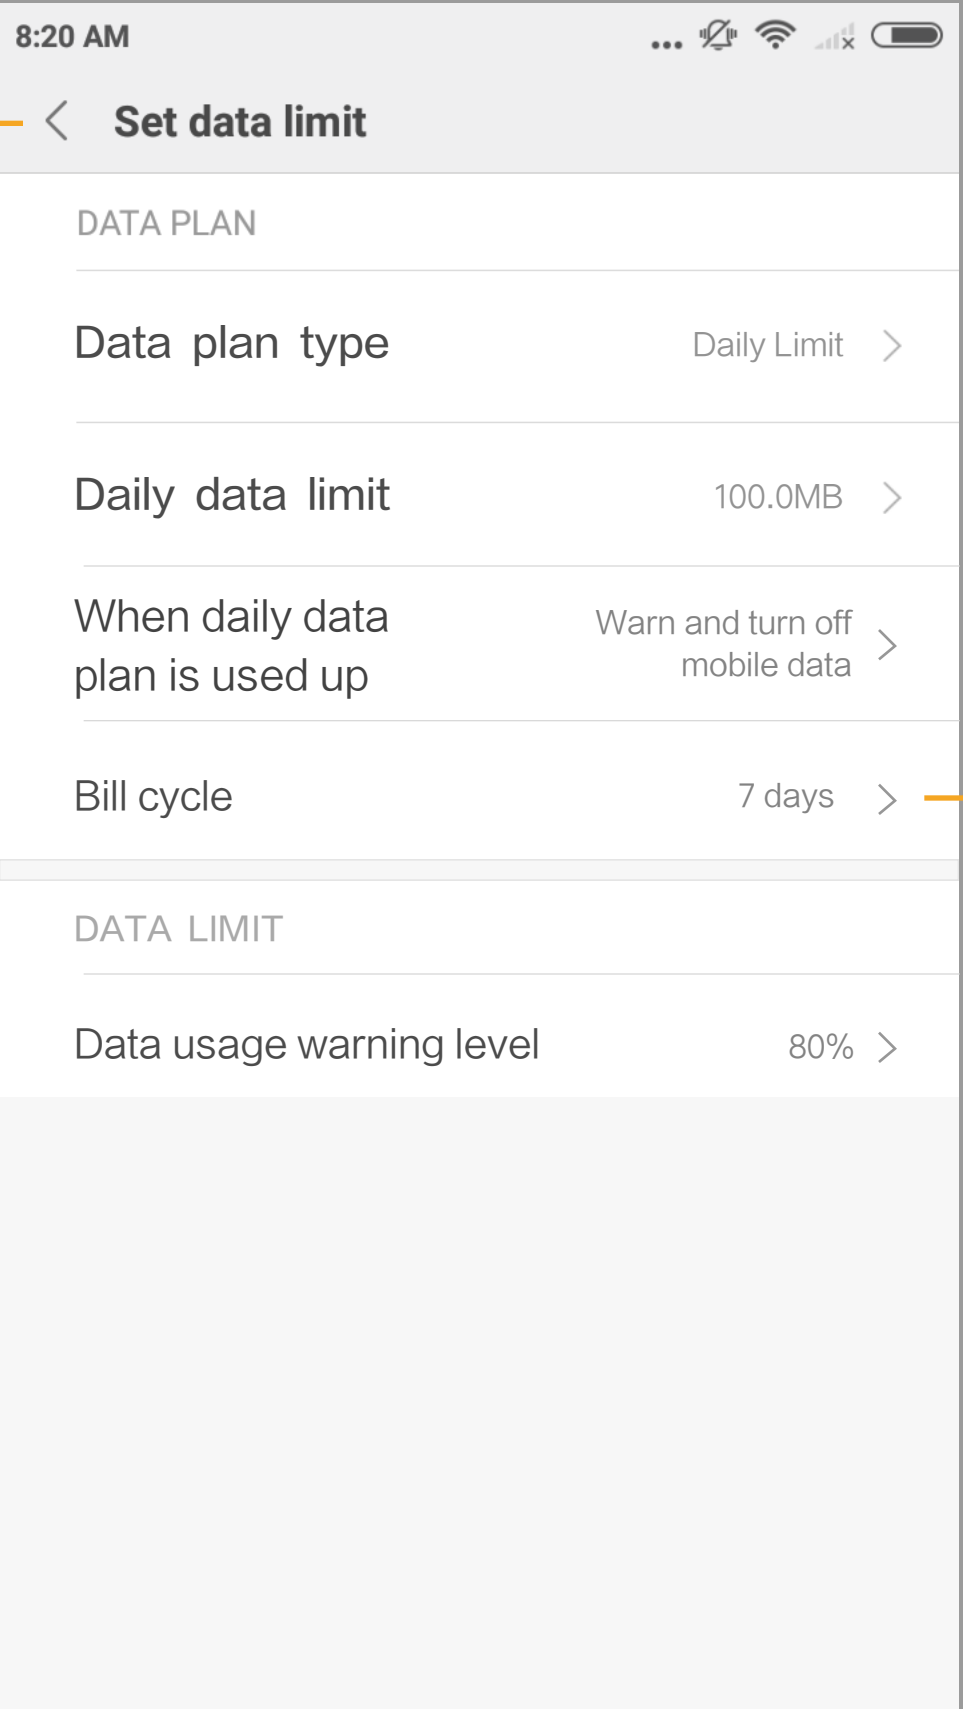 8:20 AM
Set data limit
DATA PLAN
Data plan type
Daily Limit
Daily data limit
100.0MB
When daily data
plan is used up
Warn and turn off
mobile data
Bill cycle
7 days
DATA LIMIT
Data usage warning level
80%